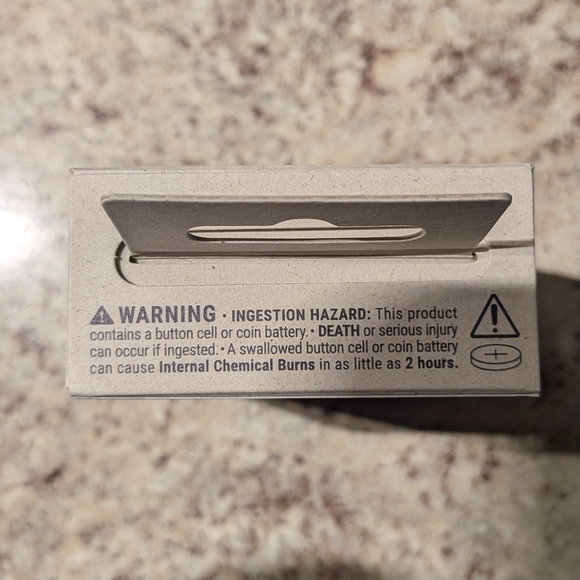 ⚠ WARNING • INGESTION HAZARD: This product
contains a button cell or coin battery. • DEATH or serious injury
can occur if ingested. • A swallowed button cell or coin battery
can cause Internal Chemical Burns in as little as 2 hours.